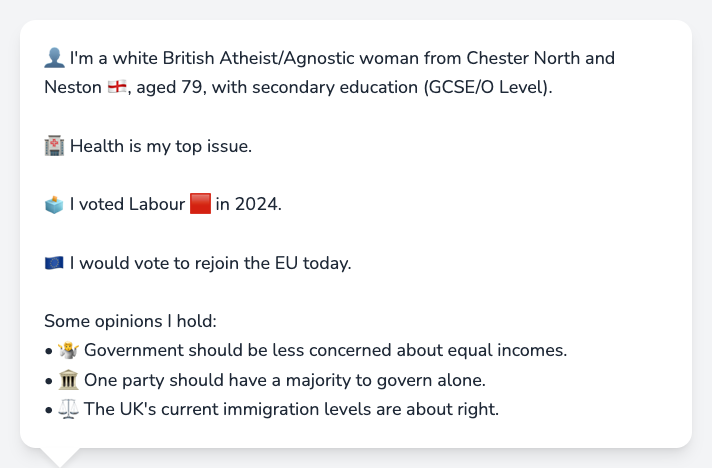 👤 I'm a white British Atheist/Agnostic woman from Chester North and
Neston 🏴󠁧󠁢󠁥󠁮󠁧󠁿, aged 79, with secondary education (GCSE/O Level).
🏥 Health is my top issue.
🗳️ I voted Labour 🟥 in 2024.
🇪🇺 I would vote to rejoin the EU today.
Some opinions I hold:
• 🤷 Government should be less concerned about equal incomes.
• 🏛️ One party should have a majority to govern alone.
• ⚖️ The UK's current immigration levels are about right.